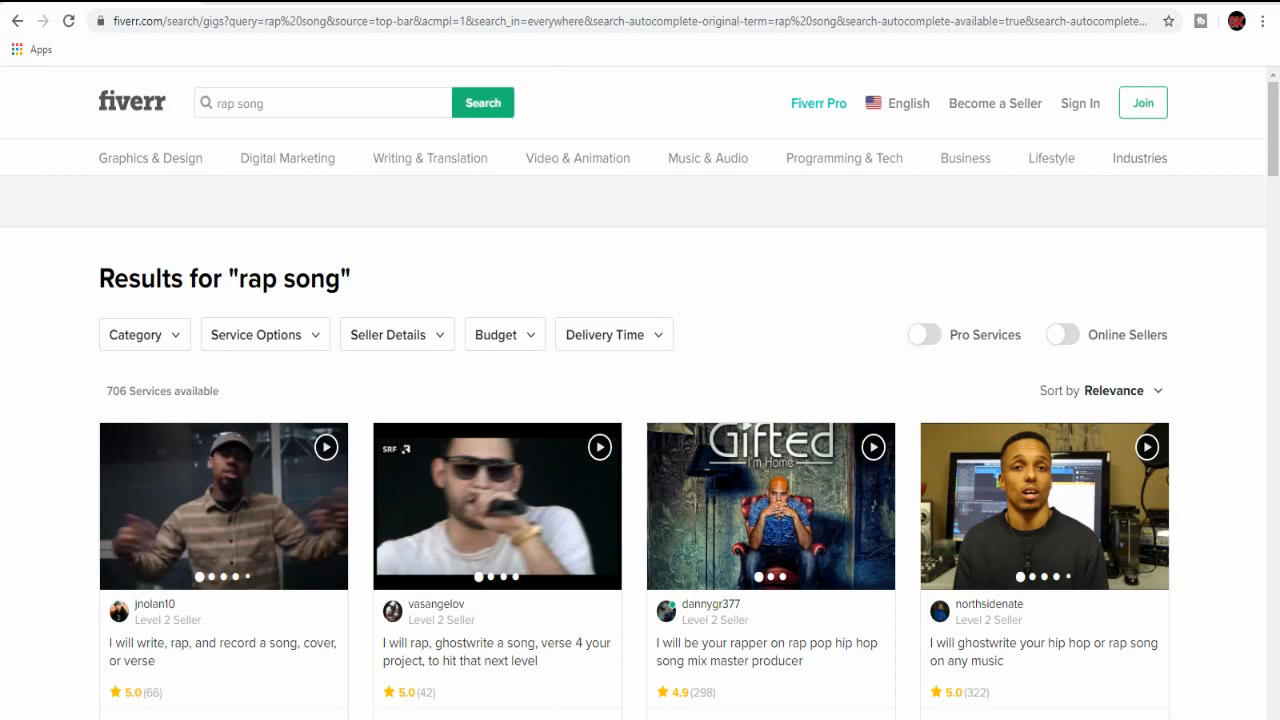 fiverr.com/search/gigs?query=rap%20song&source=top-bar&acmpl=1&search_in=everywhere&search-autocomplete-original-term=rap%20song&search-autocomplete-available=true&search-autocomplete...
Apps
fiverr
rap song
Search
Fiverr Pro
English
Become a Seller
Sign In
Join
Graphics & Design
Digital Marketing
Writing & Translation
Video & Animation
Music & Audio
Programming & Tech
Business
Lifestyle
Industries
Results for "rap song"
Category
Service Options
Seller Details
Budget
Delivery Time
Pro Services
Online Sellers
706 Services available
Sort by Relevance
SRF 3
Gifted
I'm Home
jnolan10
Level 2 Seller
I will write, rap, and record a song, cover,
or verse
5.0 (66)
vasangelov
Level 2 Seller
I will rap, ghostwrite a song, verse 4 your
project, to hit that next level
5.0 (42)
dannygr377
Level 2 Seller
I will be your rapper on rap pop hip hop
song mix master producer
4.9 (298)
northsidenate
Level 2 Seller
I will ghostwrite your hip hop or rap song
on any music
5.0 (322)